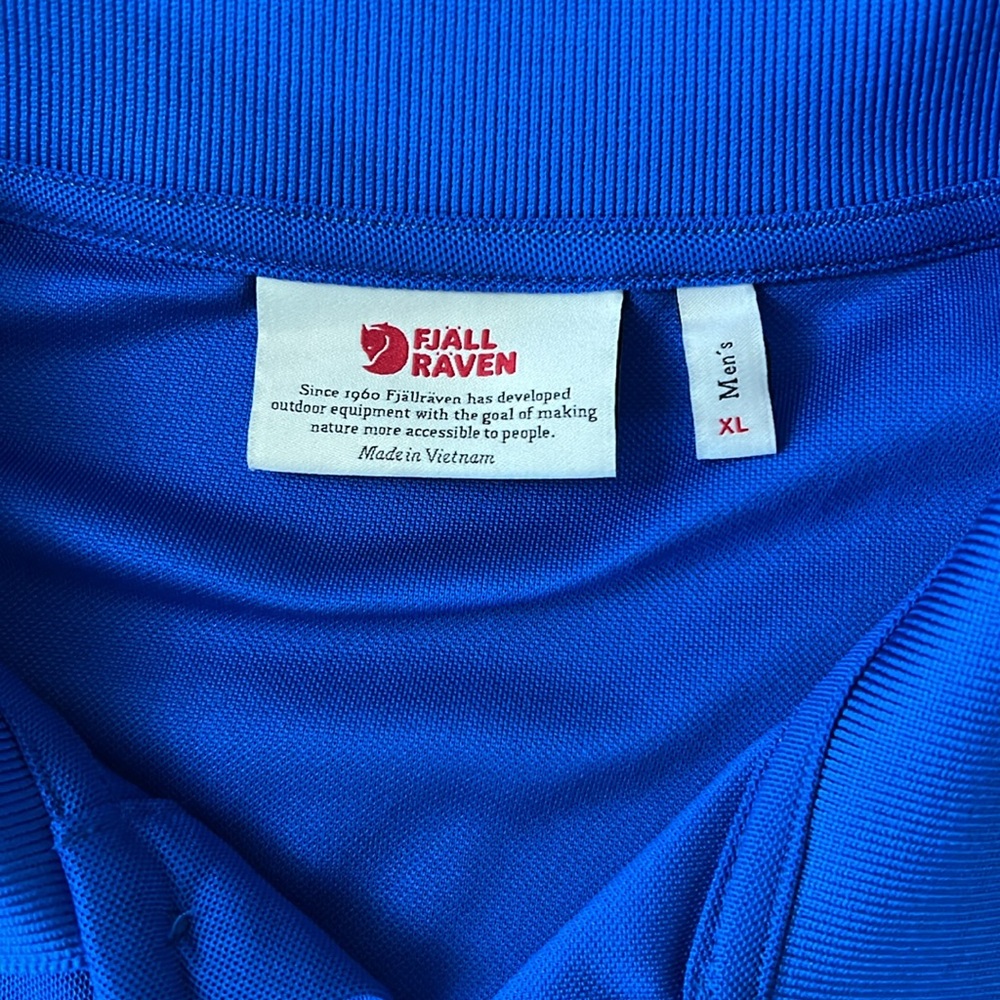 FJÄLL
RÄVEN
Since 1960 Fjällräven has developed
outdoor equipment with the goal of making
nature more accessible to people.
Made in Vietnam
Men's
XL